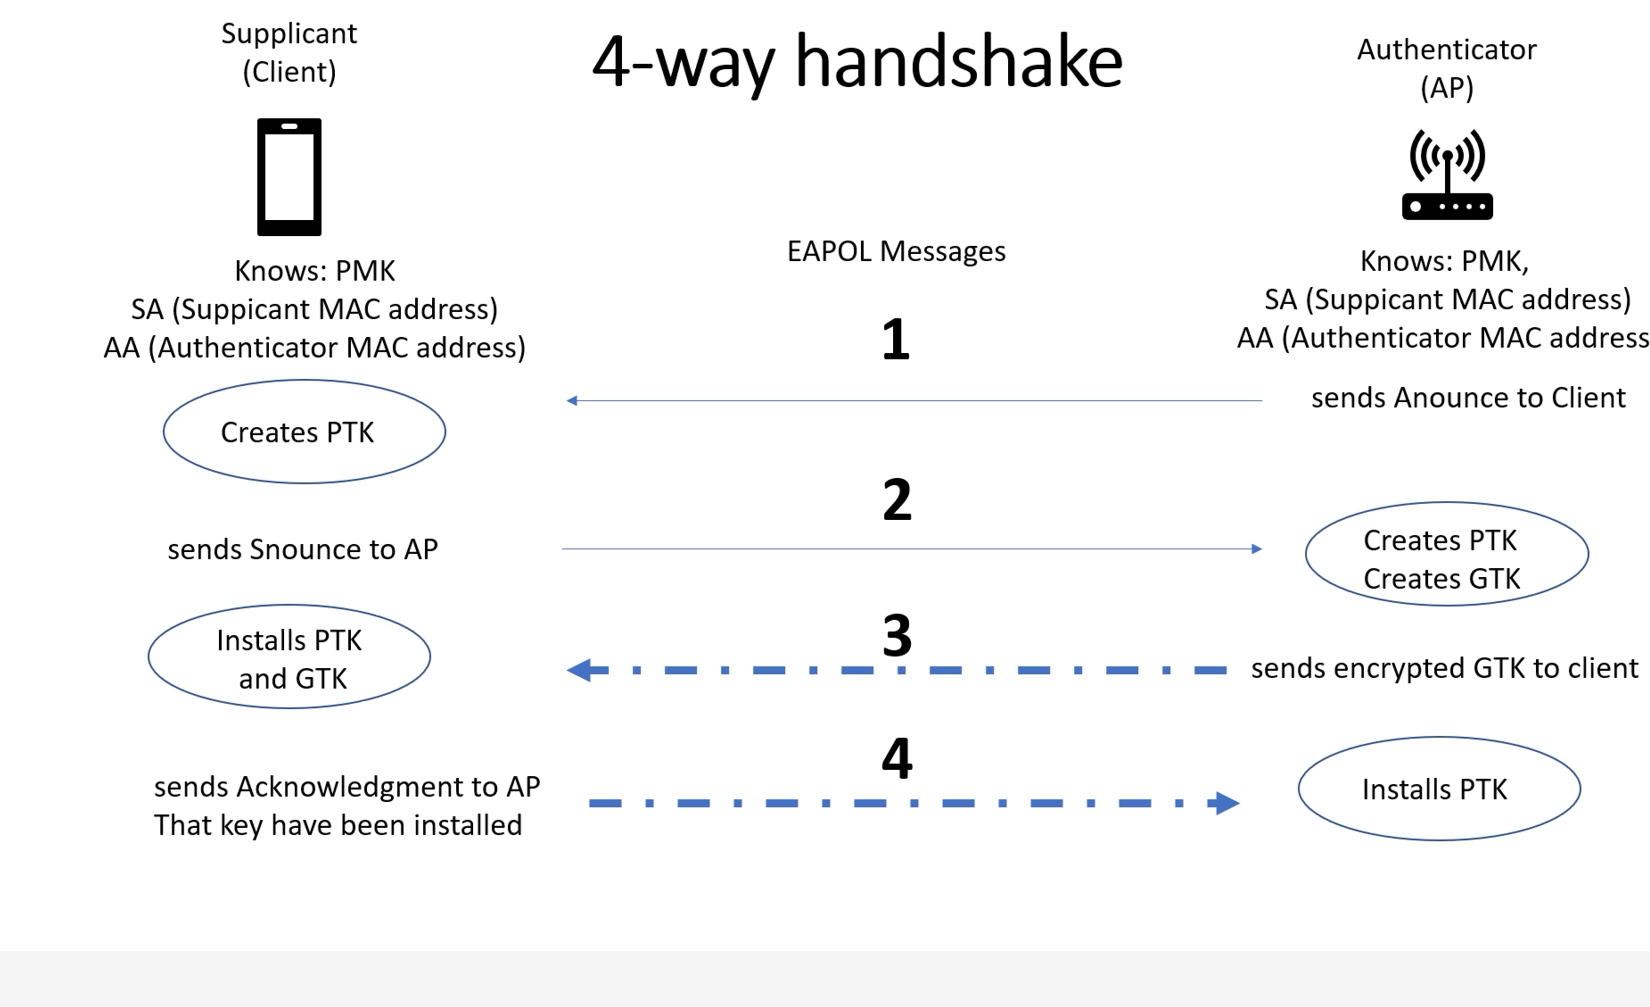 Supplicant
(Client)
4-way handshake
Authenticator
(AP)
EAPOL Messages
Knows: PMK
SA (Suppicant MAC address)
AA (Authenticator MAC address)
Knows: PMK,
SA (Suppicant MAC address)
AA (Authenticator MAC address
1
sends Anounce to Client
Creates PTK
2
sends Snounce to AP
Creates PTK
Creates GTK
3
Installs PTK
and GTK
sends encrypted GTK to client
4
sends Acknowledgment to AP
That key have been installed
Installs PTK